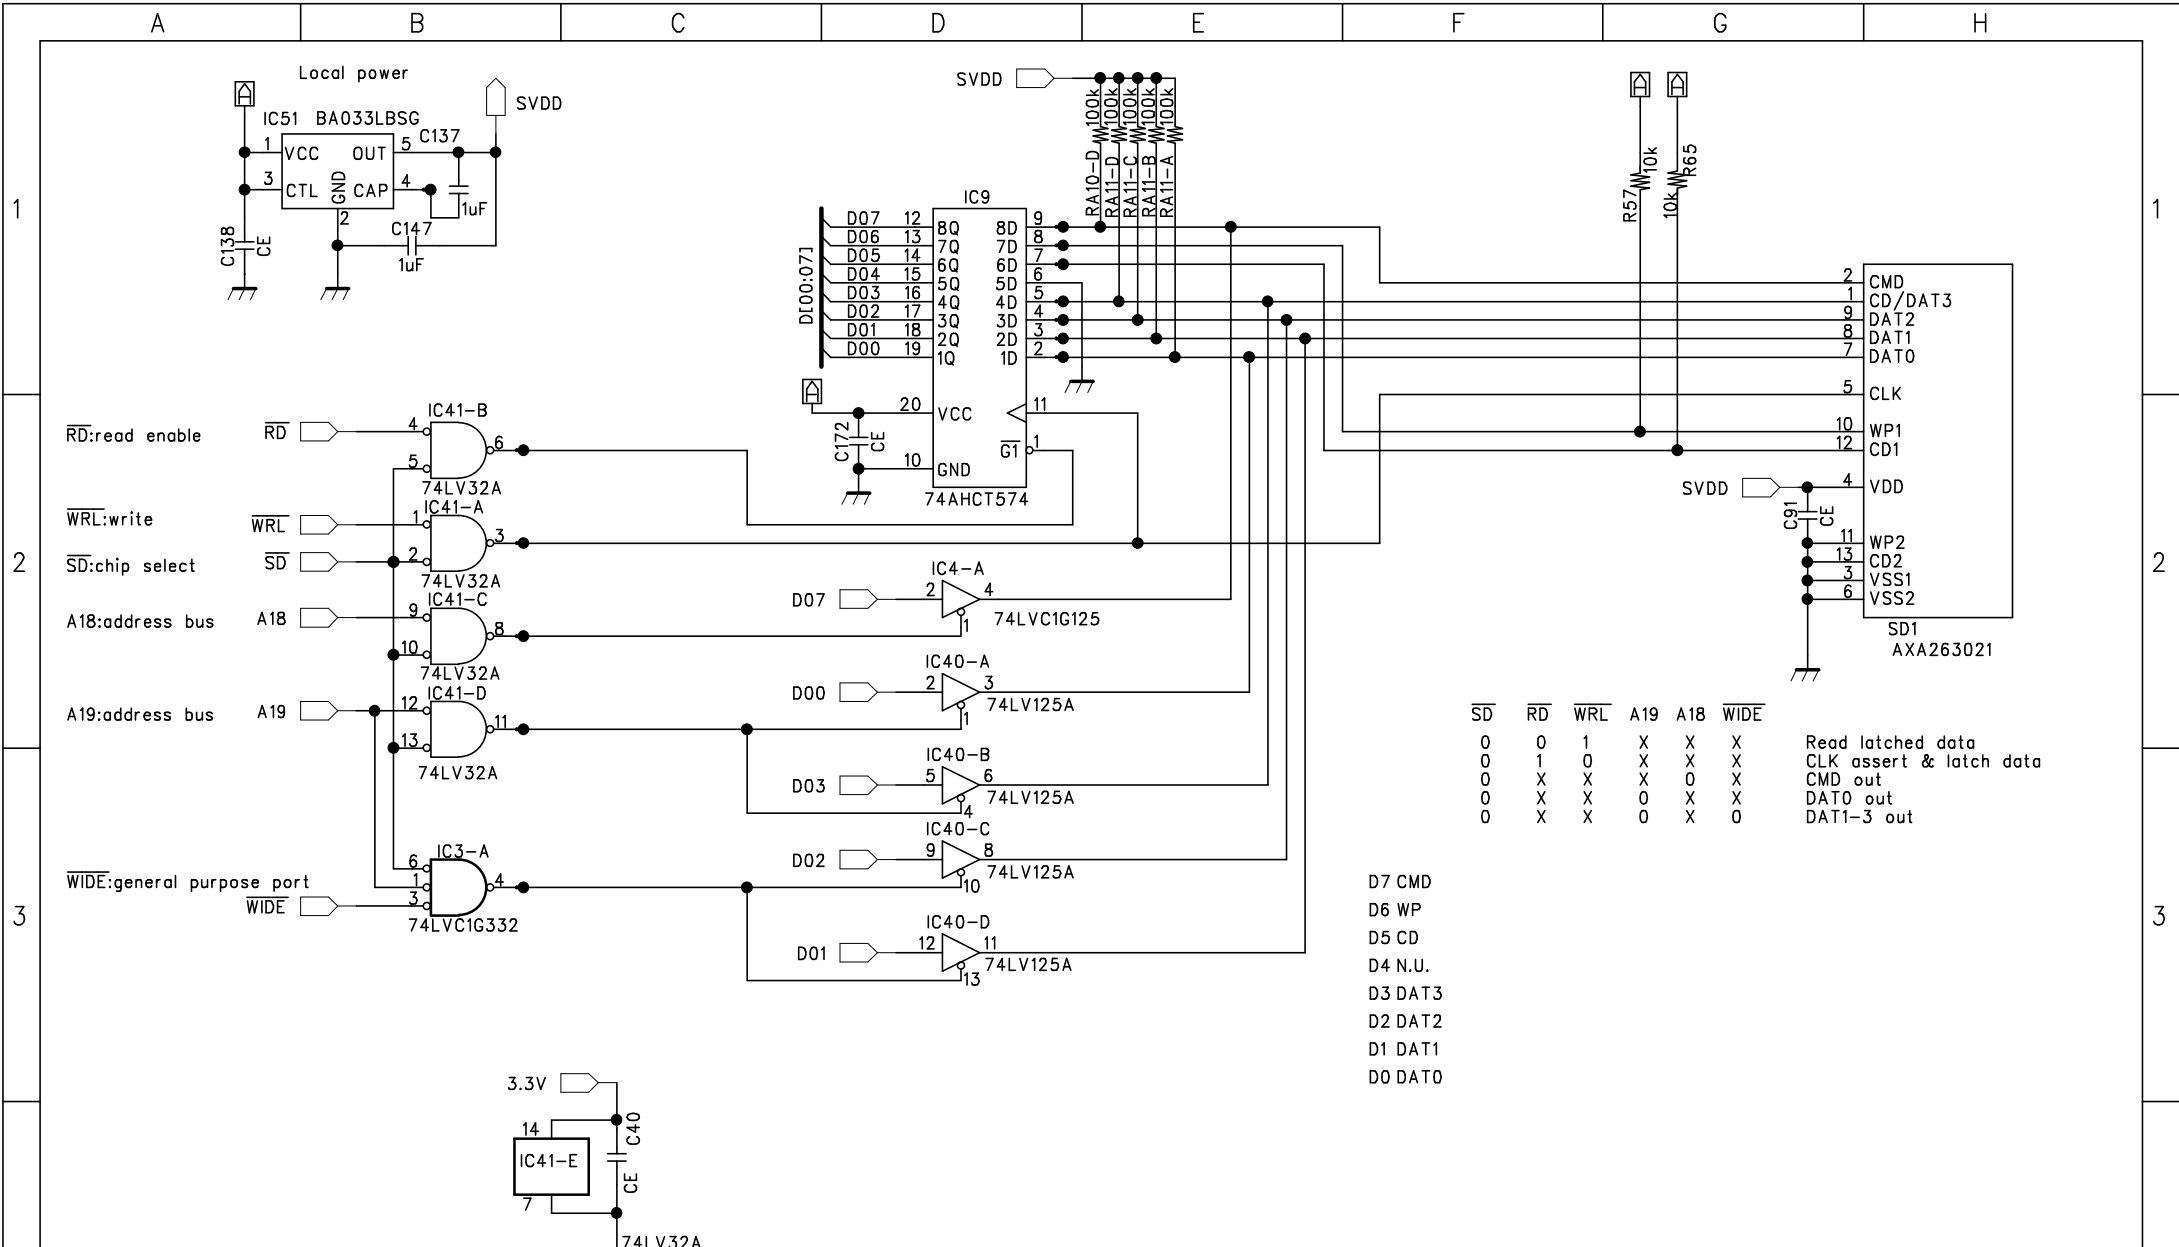 A B C D E F G H
1
2
3
1
2
3
Local power
A
SVDD
IC51 BA033LBSG
C137
1 VCC OUT 5
3 CTL GND CAP 4
2
1uF
C138 CE
C147
1uF
SVDD
100k 100k 100k 100k 100k
RA10-D RA11-D RA11-C RA11-B RA11-A
A A
R57 10k
10k R65
IC9
D[00:07]
D07 12 8Q 8D 9
D06 13 7Q 7D 8
D05 14 6Q 6D 7
D04 15 5Q 5D 6
D03 16 4Q 4D 5
D02 17 3Q 3D 4
D01 18 2Q 2D 3
D00 19 1Q 1D 2
A
20 VCC 11
C172 CE
G1 1
10 GND
74AHCT574
2 CMD
1 CD/DAT3
9 DAT2
8 DAT1
7 DAT0
5 CLK
10 WP1
12 CD1
SVDD
4 VDD
C91 CE
11 WP2
13 CD2
3 VSS1
6 VSS2
SD1
AXA263021
RD:read enable
RD
IC41-B
4
5
6
74LV32A
WRL:write
WRL
IC41-A
1
2
3
74LV32A
SD:chip select
SD
A18:address bus
A18
IC41-C
9
10
8
74LV32A
A19:address bus
A19
IC41-D
12
13
11
74LV32A
WIDE:general purpose port
WIDE
IC3-A
6
1
3
4
74LVC1G332
IC4-A
D07 2 4
1
74LVC1G125
IC40-A
D00 2 3
1
74LV125A
IC40-B
D03 5 6
4
74LV125A
IC40-C
D02 9 8
10
74LV125A
IC40-D
D01 12 11
13
74LV125A
SD RD WRL A19 A18 WIDE
0 0 1 X X X Read latched data
0 1 0 X X X CLK assert & latch data
0 X X X 0 X CMD out
0 X X 0 X X DAT0 out
0 X X 0 X 0 DAT1-3 out
D7 CMD
D6 WP
D5 CD
D4 N.U.
D3 DAT3
D2 DAT2
D1 DAT1
D0 DAT0
3.3V
14
IC41-E
7
C40
CE
74LV32A